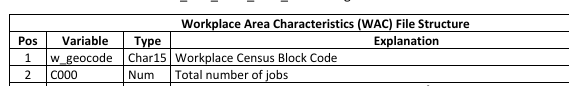 Workplace Area Characteristics (WAC) File Structure
Pos Variable Type Explanation
1 w_geocode Char15 Workplace Census Block Code
2 C000 Num Total number of jobs